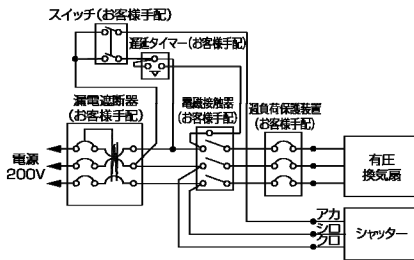 スイッチ(お客様手配)
遅延タイマー(お客様手配)
漏電遮断器
(お客様手配)
電磁接触器
(お客様手配)
過負荷保護装置
(お客様手配)
電源
200V
有圧
換気扇
アカ
シロ
クロ
シャッター